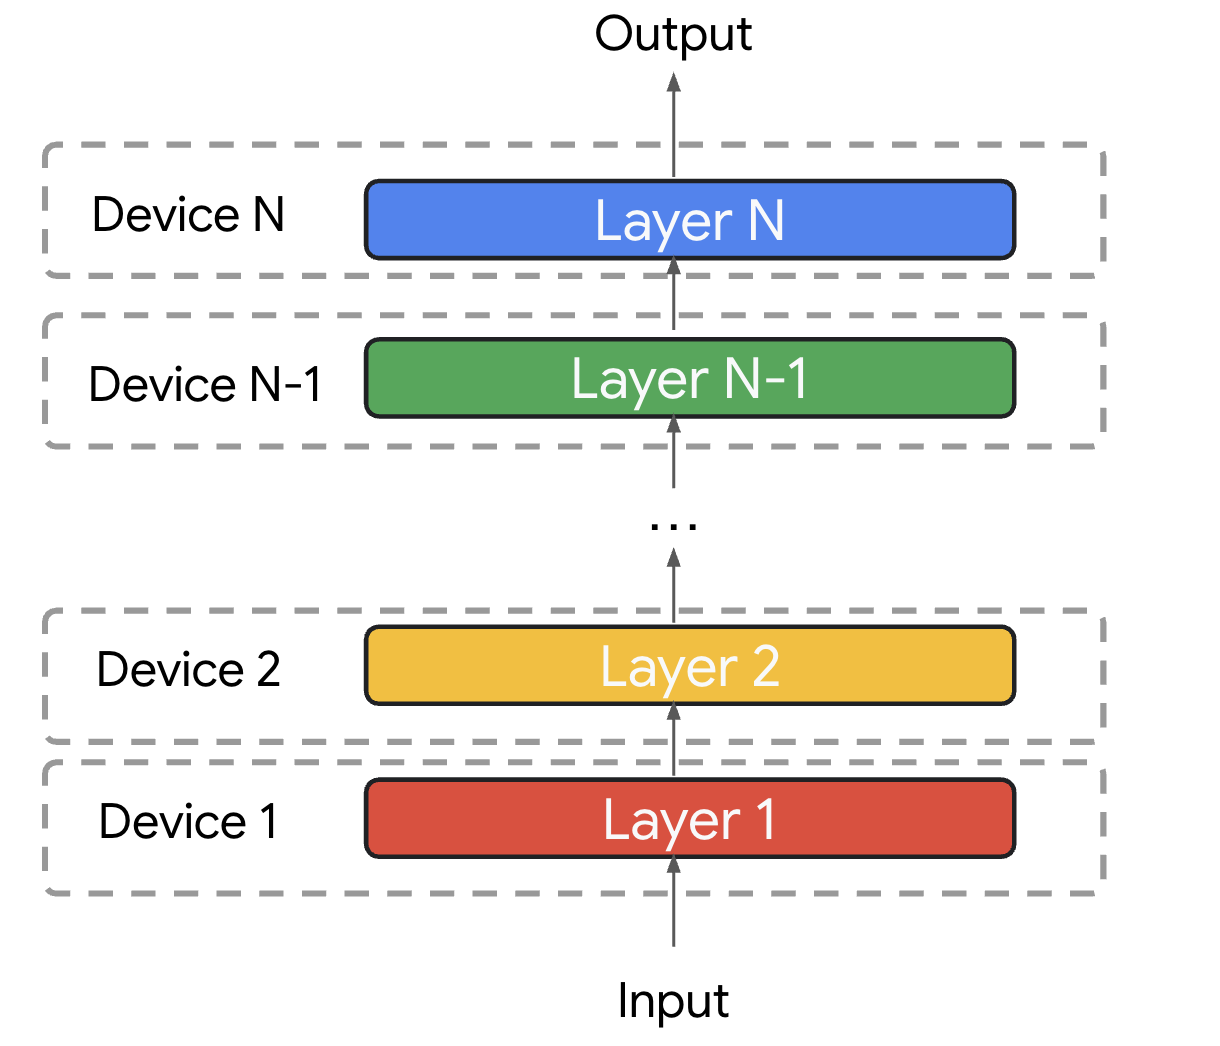 Output
Device N
Layer N
Device N-1
Layer N-1
...
Device 2
Layer 2
Device 1
Layer 1
Input